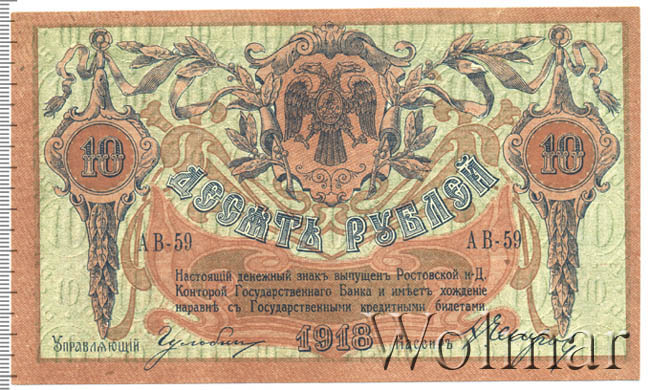 10 10
ДЕСЯТЬ РУБЛЕЙ
АВ-59 АВ-59
Настоящій денежный знакъ выпущенъ Ростовской н-Д.
Конторой Государственнаго Банка и имѣетъ хожденіе
наравнѣ съ Государственными кредитными билетами
Управляющій 1918 Кассиръ
Wolmar